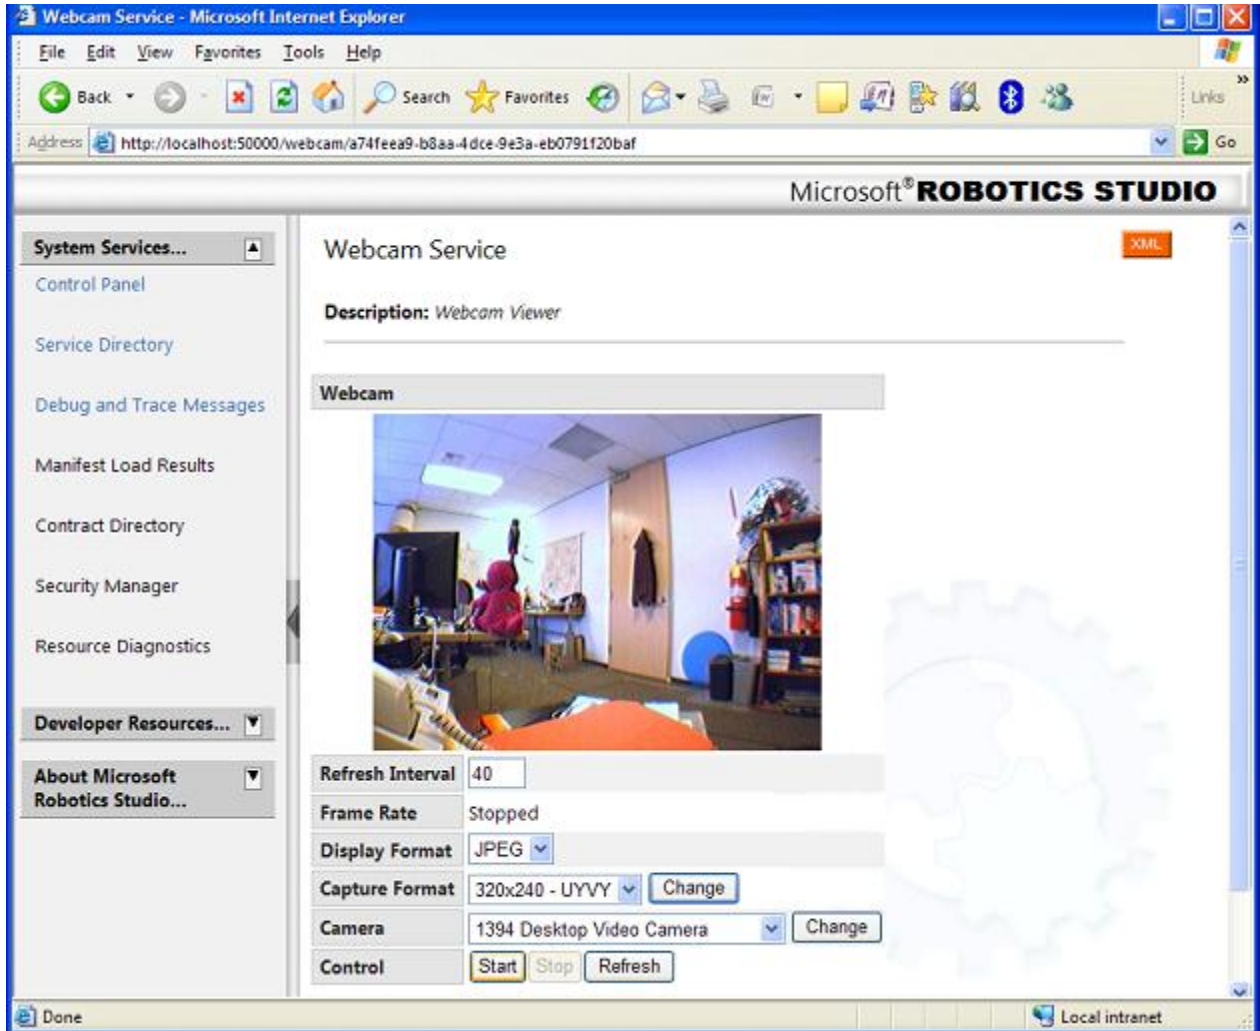 Webcam Service - Microsoft Internet Explorer
File Edit View Favorites Tools Help
Back Search Favorites Links
Address http://localhost:50000/webcam/a74feea9-b8aa-4dce-9e3a-eb0791f20baf Go
Microsoft®ROBOTICS STUDIO
System Services...
Control Panel
Service Directory
Debug and Trace Messages
Manifest Load Results
Contract Directory
Security Manager
Resource Diagnostics
Developer Resources...
About Microsoft
Robotics Studio...
Webcam Service
XML
Description: Webcam Viewer
Webcam
Refresh Interval 40
Frame Rate Stopped
Display Format JPEG
Capture Format 320x240 - UYVY Change
Camera 1394 Desktop Video Camera Change
Control Start Stop Refresh
Done Local intranet